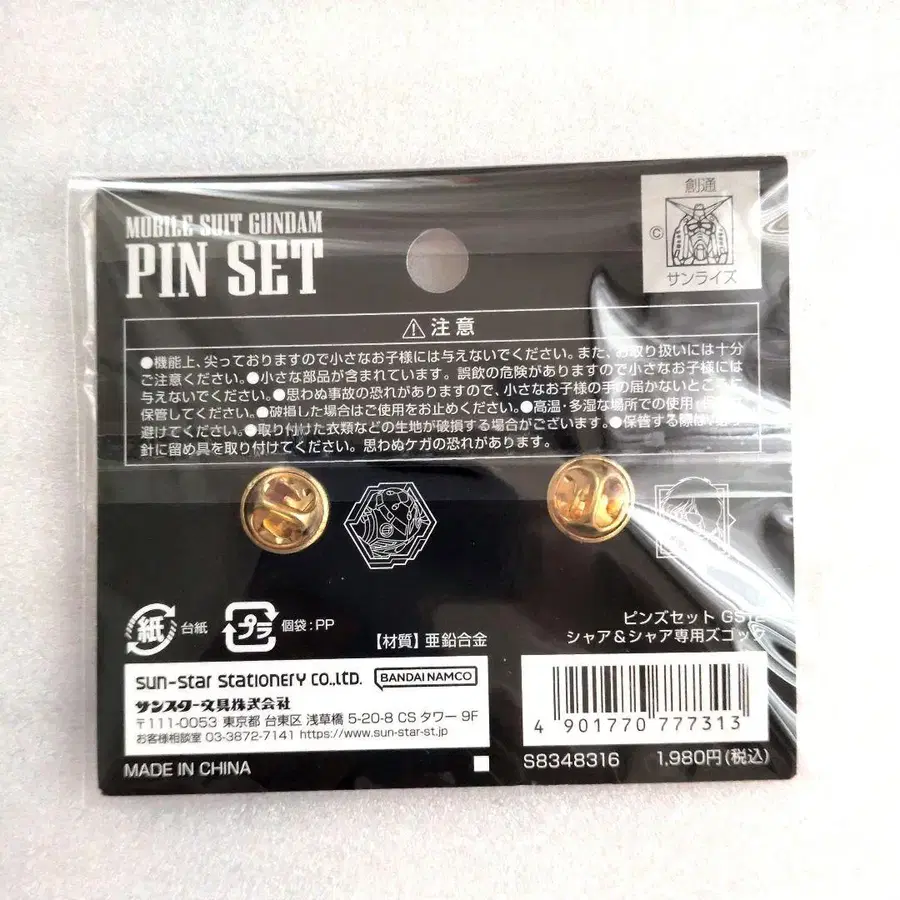 MOBILE SUIT GUNDAM
PIN SET
創通
©
サンライズ
⚠注意
●機能上、尖っておりますので小さなお子様には与えないでください。また、お取り扱いには十分
ご注意ください。●小さな部品が含まれています。誤飲の危険がありますので小さなお子様には
与えないでください。●思わぬ事故の恐れがありますので、小さなお子様の手の届かないところに
保管してください。●破損した場合はご使用をお止めください。●高温・多湿な場所での使用・保管は
避けてください。●取り付けた衣類などの生地が破損する場合がございます。●保管する際は、必ず
針に留め具を取り付けてください。思わぬケガの恐れがあります。
紙 台紙
プラ 個袋:PP
【材質】亜鉛合金
ピンズセット
シャア&シャア専用ズゴック
sun-star stationery co.,ltd.
BANDAI NAMCO
サンスター文具株式会社
〒111-0053 東京都 台東区 浅草橋 5-20-8 CS タワー 9F
お客様相談室 03-3872-7141 https://www.sun-star-st.jp
4 901770 777313
MADE IN CHINA
S8348316
1,980円(税込)